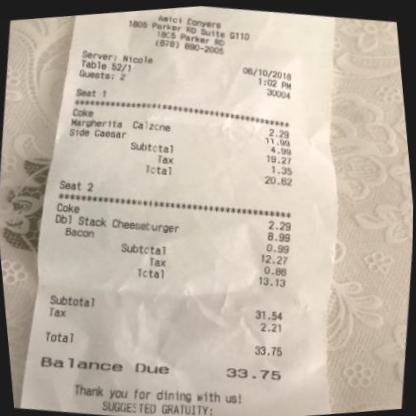 Amici Conyers
1805 Parker RD Suite G110
1805 Parker RD
(678) 890-2005
Server: Nicole 06/10/2018
Table 52/1 1:02 PM
Guests: 2 30004
Seat 1
Coke 2.29
Margherita Calzone 11.99
Side Caesar 4.99
Subtotal 19.27
Tax 1.35
Total 20.62
Seat 2
Coke 2.29
Dbl Stack Cheeseburger 8.99
Bacon 0.99
Subtotal 12.27
Tax 0.86
Total 13.13
Subtotal 31.54
Tax 2.21
Total 33.75
Balance Due 33.75
Thank you for dining with us!
SUGGESTED GRATUITY: